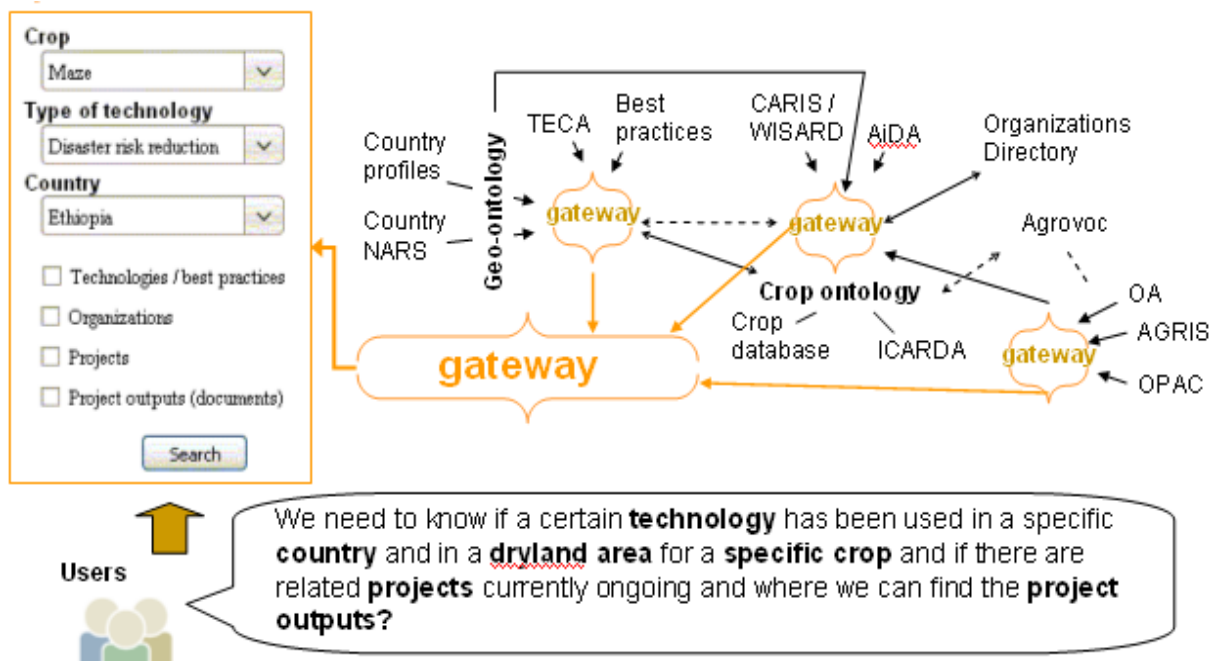 Crop
Maze
Type of technology
Disaster risk reduction
Country
Ethiopia
Technologies / best practices
Organizations
Projects
Project outputs (documents)
Search
Geo-ontology
Country
profiles
Country
NARS
TECA
Best
practices
gateway
CARIS /
WISARD
AiDA
Organizations
Directory
gateway
Agrovoc
Crop ontology
Crop
database
ICARDA
OA
AGRIS
OPAC
gateway
gateway
Users
We need to know if a certain technology has been used in a specific
country and in a dryland area for a specific crop and if there are
related projects currently ongoing and where we can find the project
outputs?